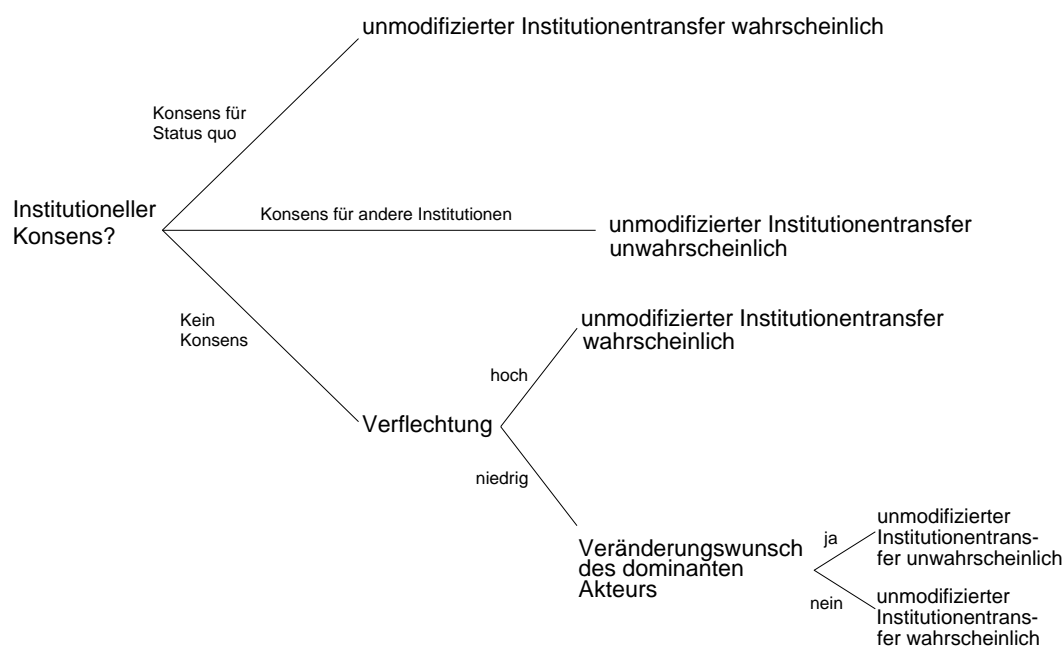 unmodifizierter Institutionentransfer wahrscheinlich
Konsens für
Status quo
Institutioneller
Konsens?
Konsens für andere Institutionen
unmodifizierter Institutionentransfer
unwahrscheinlich
Kein
Konsens
unmodifizierter Institutionentransfer
wahrscheinlich
hoch
Verflechtung
niedrig
Veränderungswunsch
des dominanten
Akteurs
ja
unmodifizierter
Institutionentrans-
fer unwahrscheinlich
nein
unmodifizierter
Institutionentrans-
fer wahrscheinlich